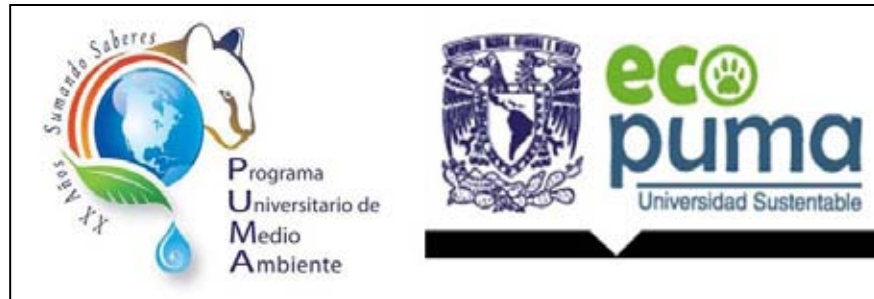 XX Años Sumando Saberes
Programa
Universitario de
Medio
Ambiente
eco
puma
Universidad Sustentable